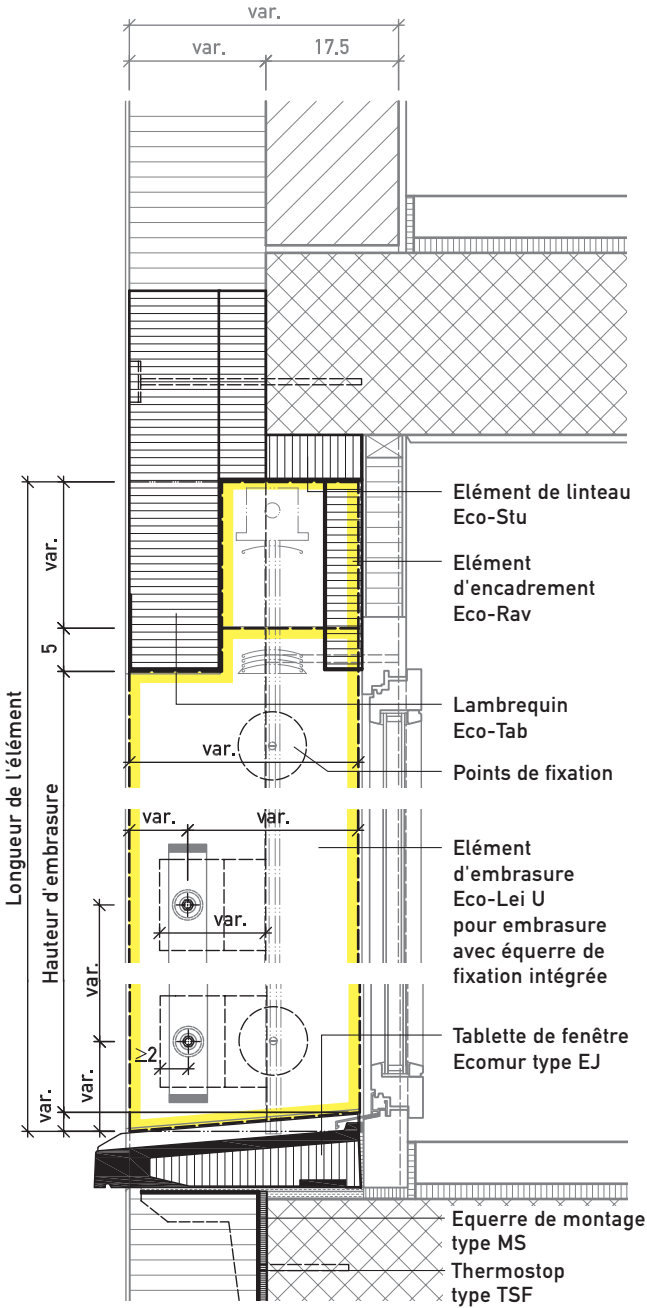 var.
var.
17.5
Elément de linteau
Eco-Stu
Elément
d'encadrement
Eco-Rav
var.
5
Lambrequin
Eco-Tab
var.
Points de fixation
Longueur de l'élément
Hauteur d'embrasure
var.
var.
Elément
d'embrasure
Eco-Lei U
pour embrasure
avec équerre de
fixation intégrée
var.
var.
Tablette de fenêtre
Ecomur type EJ
≥2
var.
var.
Equerre de montage
type MS
Thermostop
type TSF